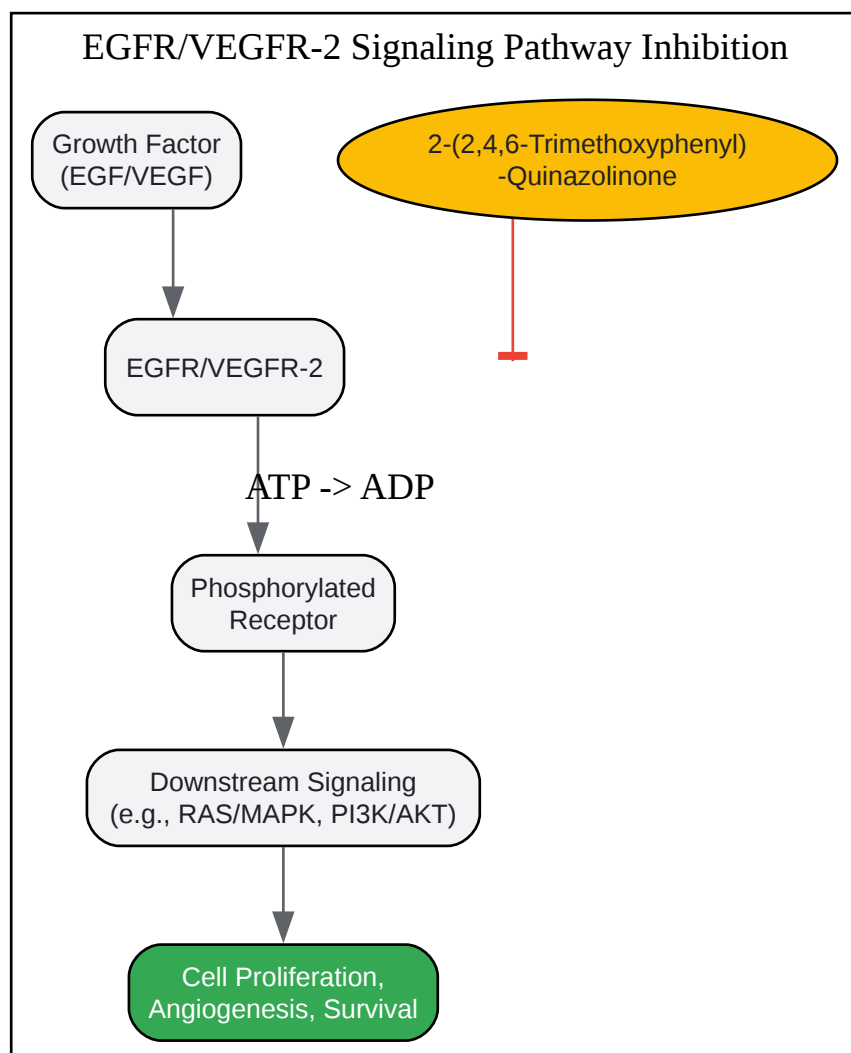 EGFR/VEGFR-2 Signaling Pathway Inhibition
Growth Factor
(EGF/VEGF)
2-(2,4,6-Trimethoxyphenyl)
-Quinazolinone
EGFR/VEGFR-2
ATP -> ADP
Phosphorylated
Receptor
Downstream Signaling
(e.g., RAS/MAPK, PI3K/AKT)
Cell Proliferation,
Angiogenesis, Survival